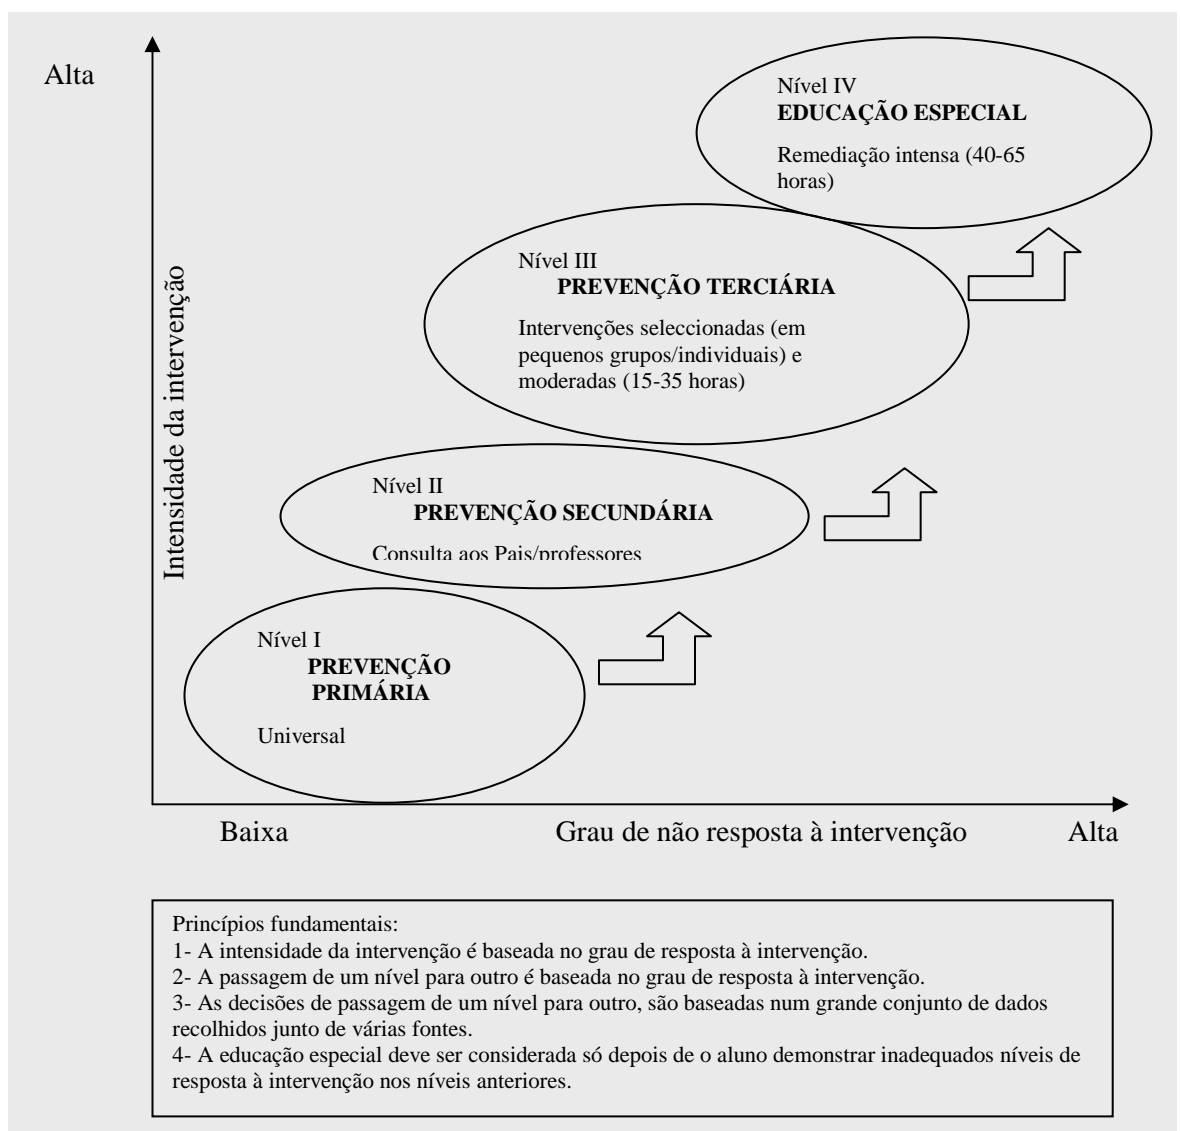 Alta
Nível IV
EDUCAÇÃO ESPECIAL
Remediação intensa (40-65
horas)
Nível III
PREVENÇÃO TERCIÁRIA
Intervenções seleccionadas (em
pequenos grupos/individuais) e
moderadas (15-35 horas)
Intensidade da intervenção
Nível II
PREVENÇÃO SECUNDÁRIA
Consulta aos Pais/professores
Nível I
PREVENÇÃO
PRIMÁRIA
Universal
Baixa
Grau de não resposta à intervenção
Alta
Princípios fundamentais:
1- A intensidade da intervenção é baseada no grau de resposta à intervenção.
2- A passagem de um nível para outro é baseada no grau de resposta à intervenção.
3- As decisões de passagem de um nível para outro, são baseadas num grande conjunto de dados
recolhidos junto de várias fontes.
4- A educação especial deve ser considerada só depois de o aluno demonstrar inadequados níveis de
resposta à intervenção nos níveis anteriores.